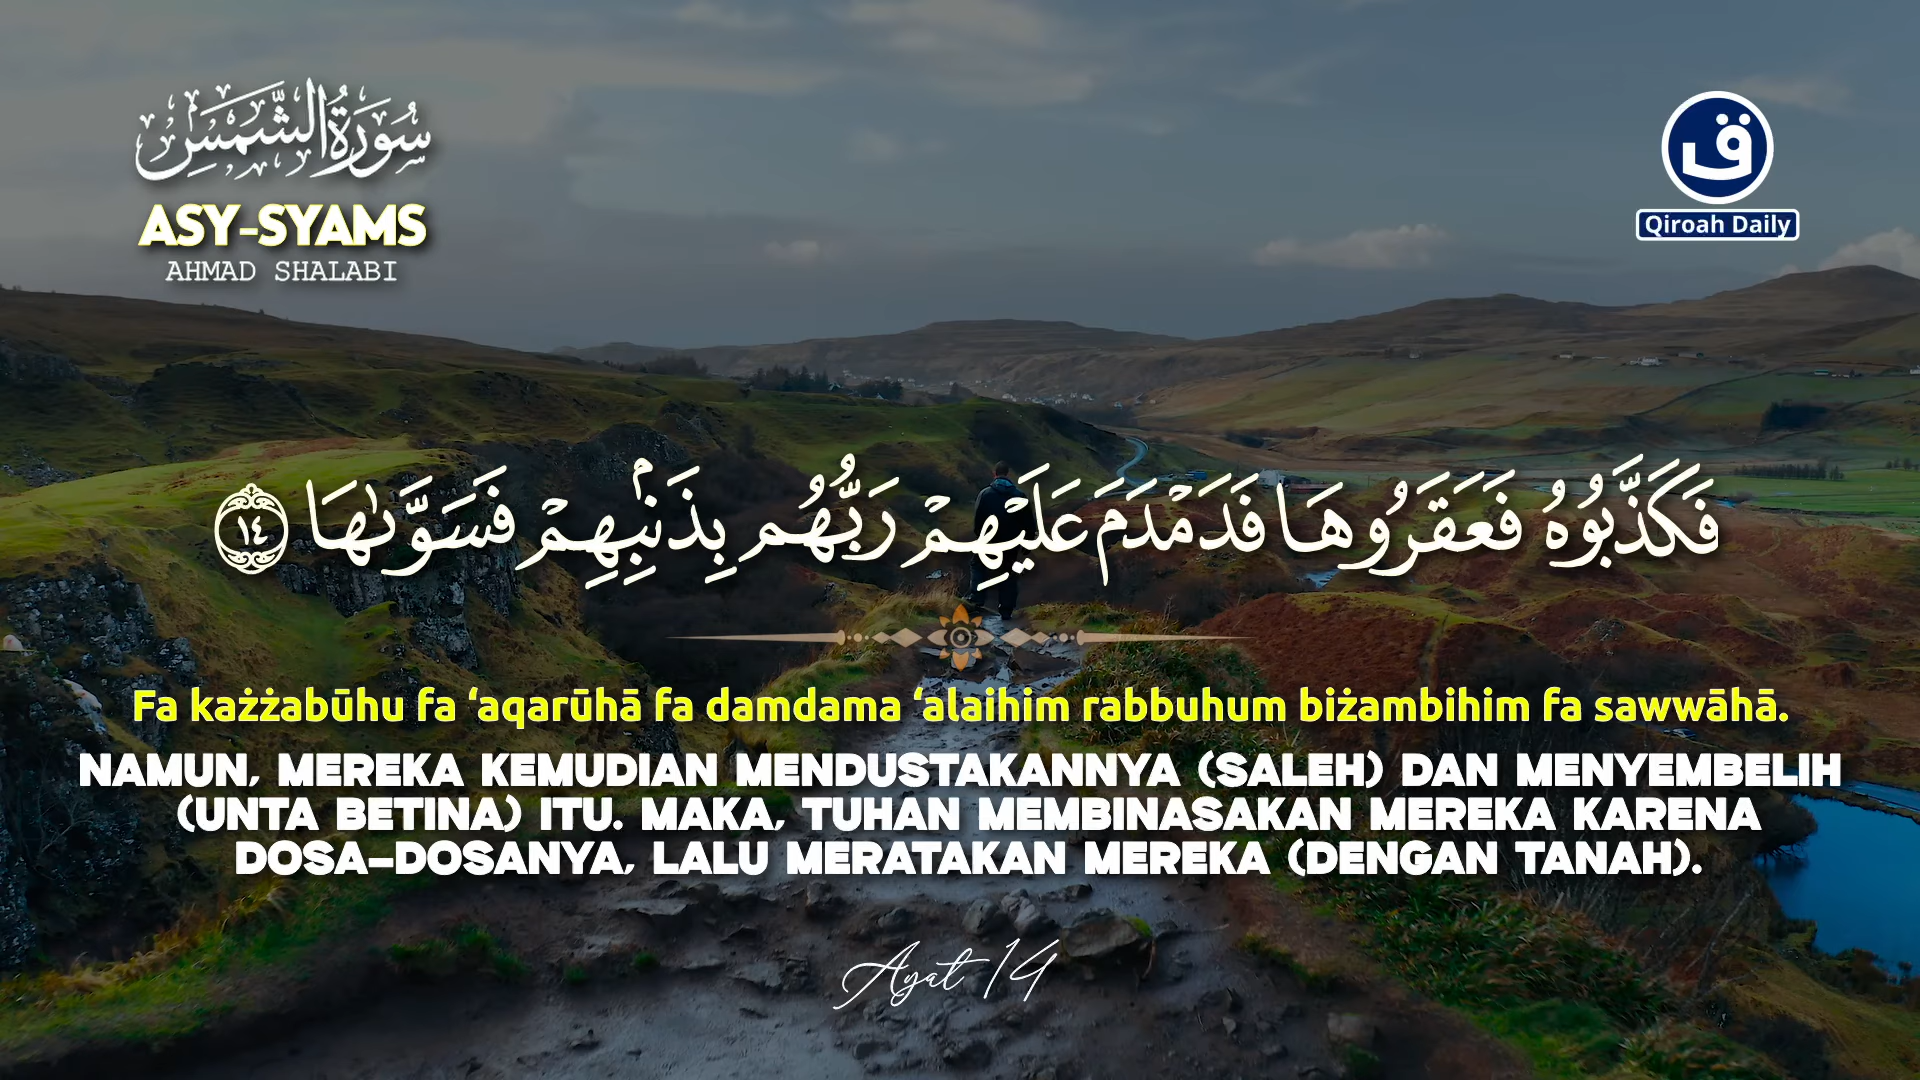 سُورَةُ الشَّمْسِ
ASY-SYAMS
AHMAD SHALABI
ق
Qiroah Daily
فَكَذَّبُوهُ فَعَقَرُوهَا فَدَمْدَمَ عَلَيْهِمْ رَبُّهُم بِذَنۢبِهِمْ فَسَوَّىٰهَا ١٤
Fa każżabūhu fa ‘aqarūhā fa damdama ‘alaihim rabbuhum biżambihim fa sawwāhā.
NAMUN, MEREKA KEMUDIAN MENDUSTAKANNYA (SALEH) DAN MENYEMBELIH
(UNTA BETINA) ITU. MAKA, TUHAN MEMBINASAKAN MEREKA KARENA
DOSA-DOSANYA, LALU MERATAKAN MEREKA (DENGAN TANAH).
Ayat 14